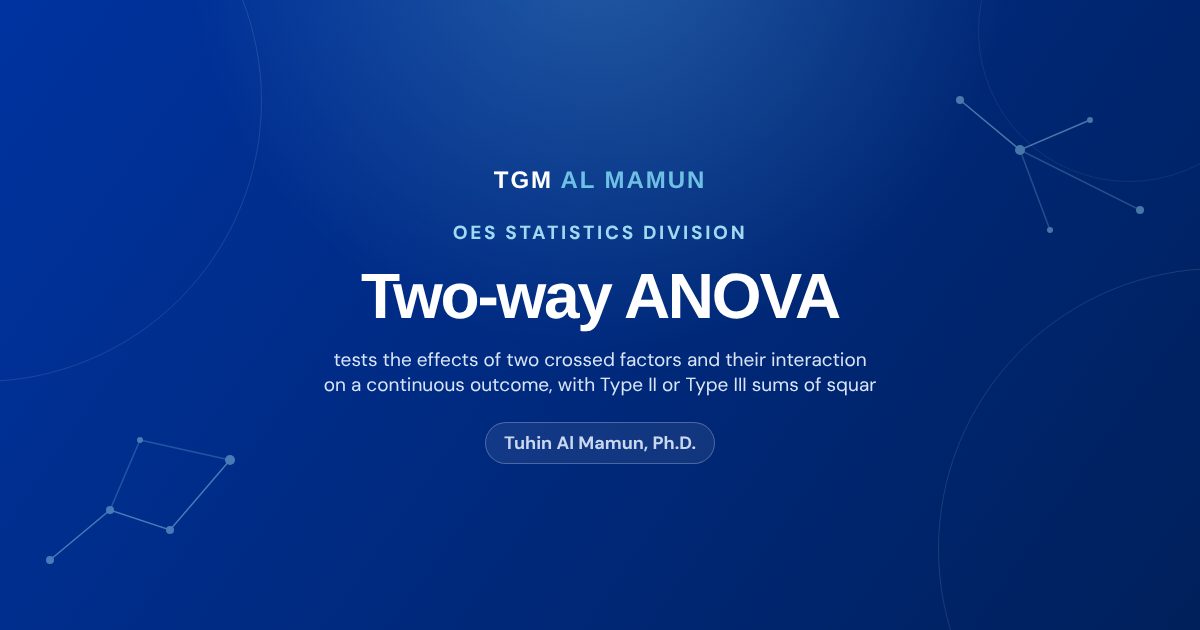 TGM AL MAMUN
OES STATISTICS DIVISION
Two-way ANOVA
tests the effects of two crossed factors and their interaction
on a continuous outcome, with Type II or Type III sums of squar
Tuhin Al Mamun, Ph.D.